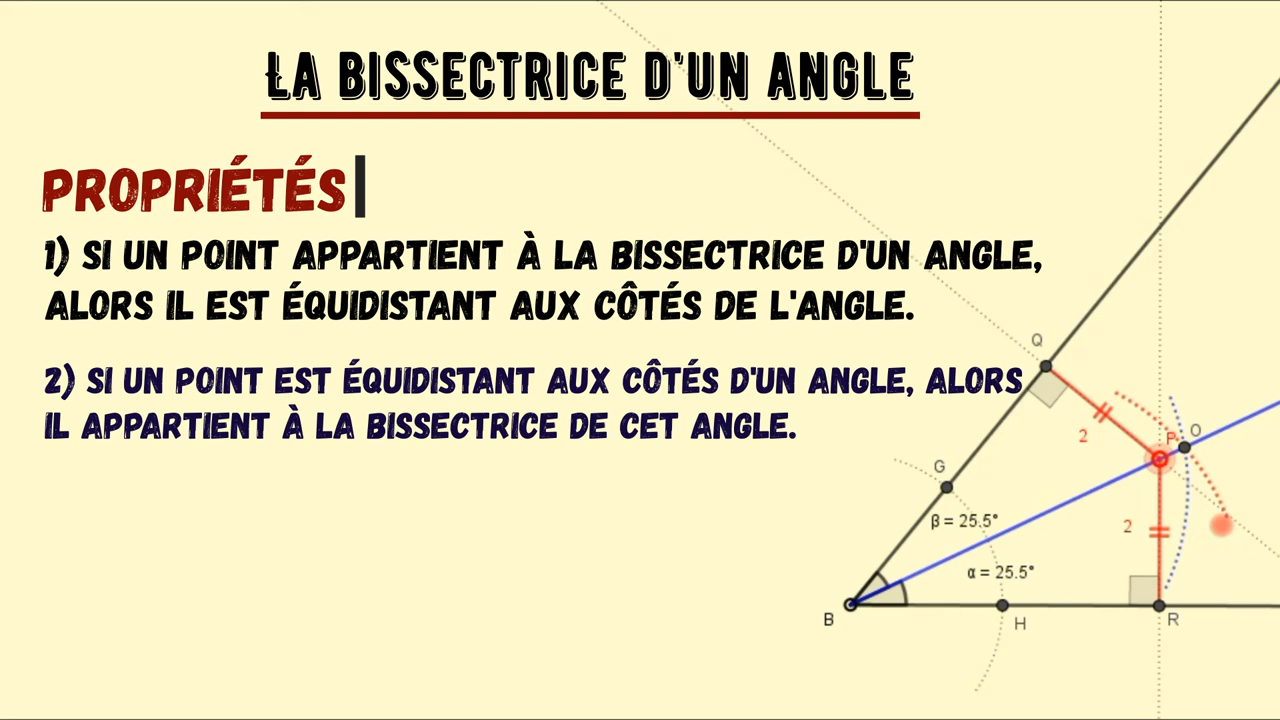 LA BISSECTRICE D'UN ANGLE
PROPRIÉTÉS
1) SI UN POINT APPARTIENT À LA BISSECTRICE D'UN ANGLE,
ALORS IL EST ÉQUIDISTANT AUX CÔTÉS DE L'ANGLE.
2) SI UN POINT EST ÉQUIDISTANT AUX CÔTÉS D'UN ANGLE, ALORS
IL APPARTIENT À LA BISSECTRICE DE CET ANGLE.
Q
P
O
2
G
β = 25.5°
2
α = 25.5°
B
H
R